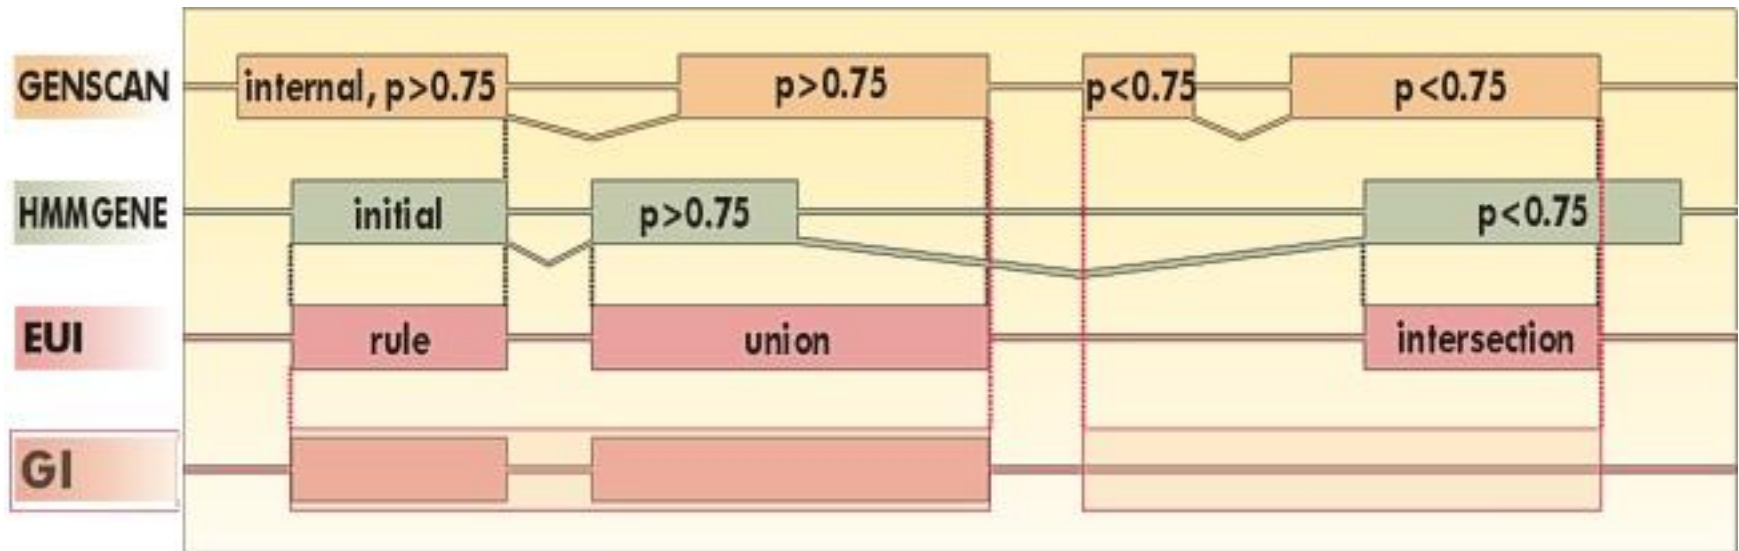 GENSCAN internal, p>0.75 p>0.75 p<0.75 p<0.75
HMMGENE initial p>0.75 p<0.75
EUI rule union intersection
GI